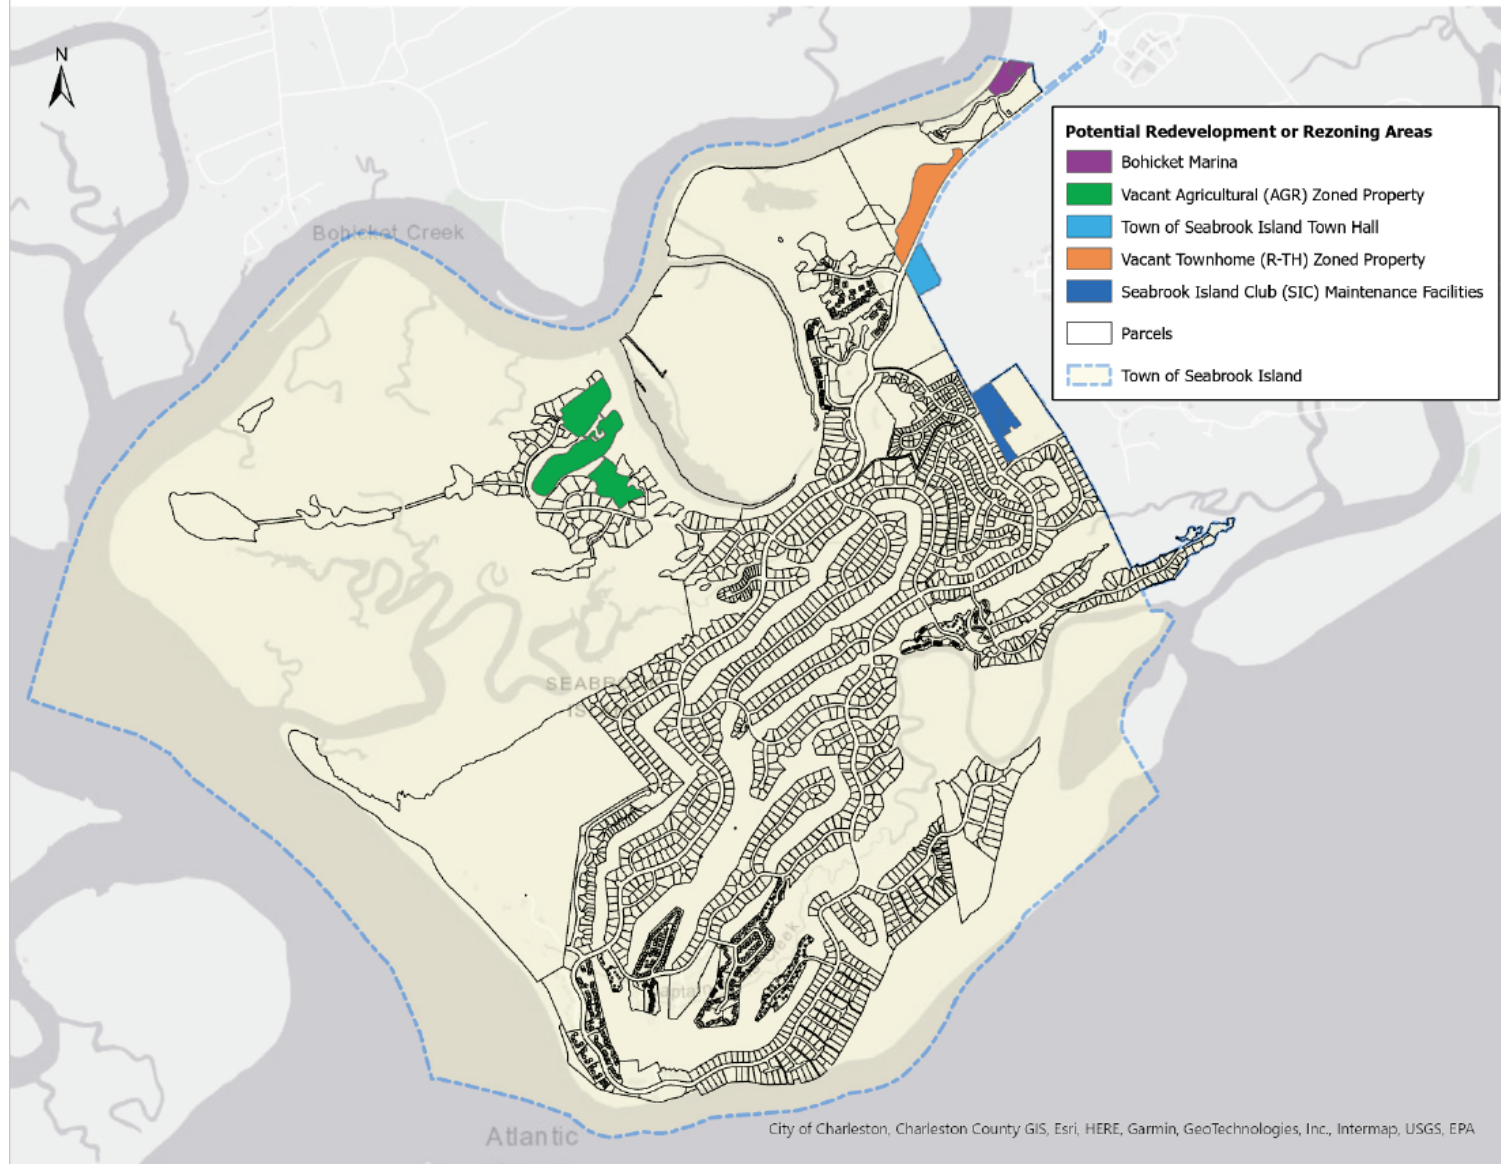 N
Potential Redevelopment or Rezoning Areas
Bohicket Marina
Vacant Agricultural (AGR) Zoned Property
Town of Seabrook Island Town Hall
Vacant Townhome (R-TH) Zoned Property
Seabrook Island Club (SIC) Maintenance Facilities
Parcels
Town of Seabrook Island
Bohicket Creek
Creek
Atlantic
City of Charleston, Charleston County GIS, Esri, HERE, Garmin, GeoTechnologies, Inc., Intermap, USGS, EPA